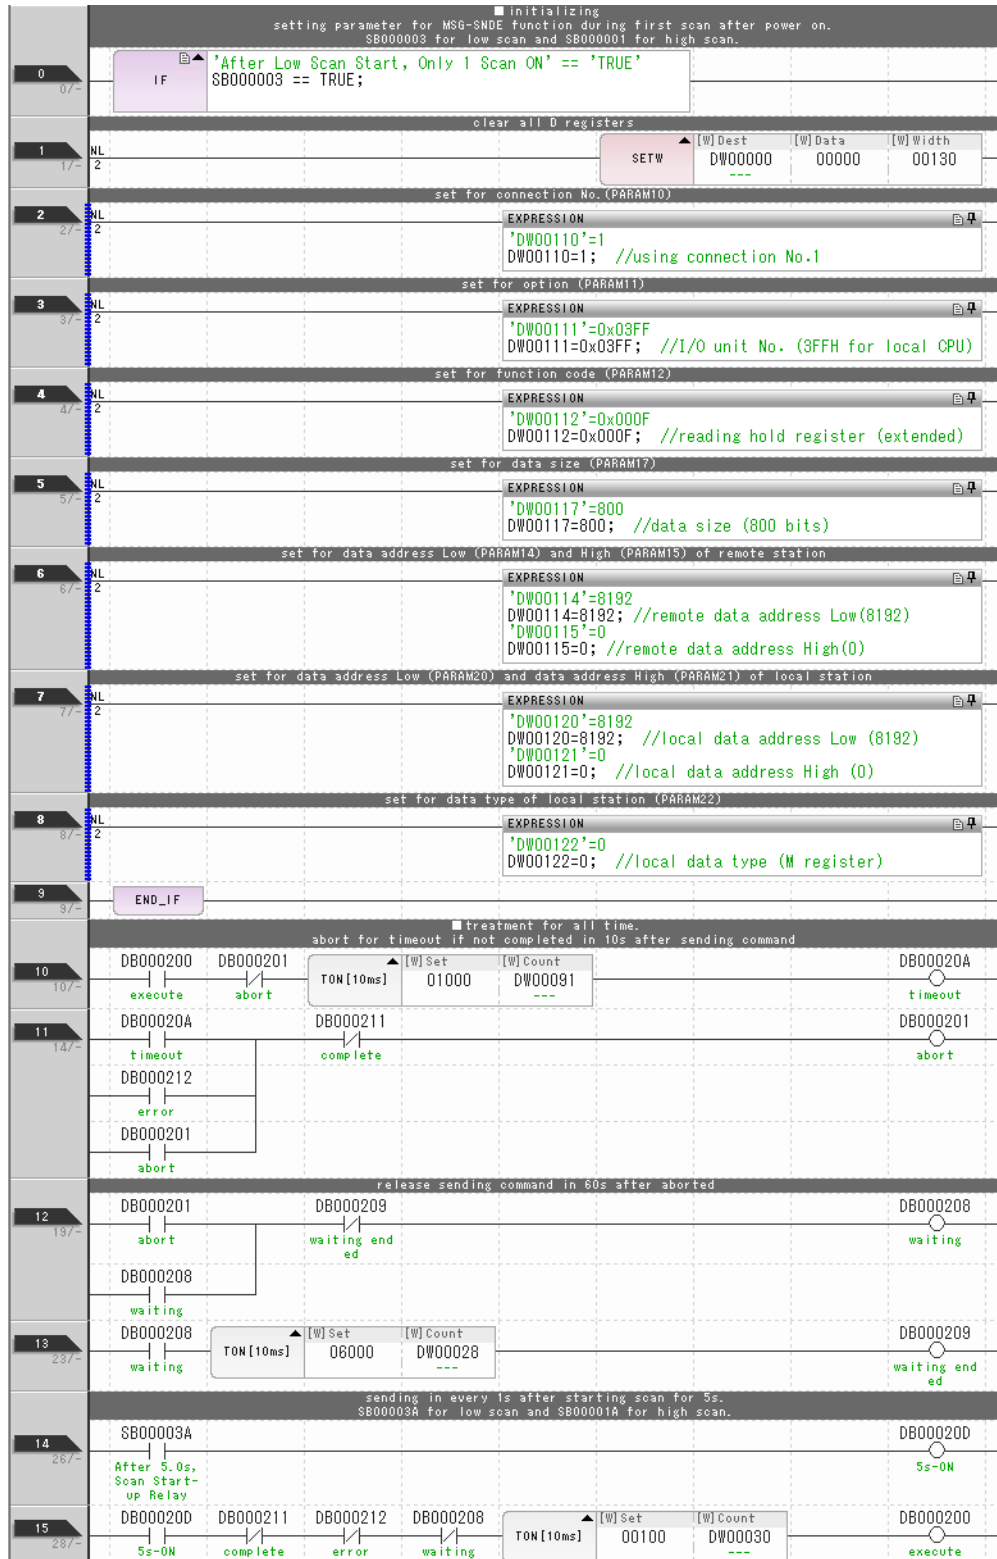 ■initializing
setting parameter for MSG-SNDE function during first scan after power on.
SB000003 for low scan and SB000001 for high scan.
0
0/-
IF
'After Low Scan Start, Only 1 Scan ON' == 'TRUE'
SB000003 == TRUE;
clear all D registers
1
1/-
NL
2
SETW
[W]Dest
DW00000
---
[W]Data
00000
[W]Width
00130
set for connection No.(PARAM10)
2
2/-
NL
2
EXPRESSION
'DW00110'=1
DW00110=1; //using connection No.1
set for option (PARAM11)
3
3/-
NL
2
EXPRESSION
'DW00111'=0x03FF
DW00111=0x03FF; //I/O unit No. (3FFH for local CPU)
set for function code (PARAM12)
4
4/-
NL
2
EXPRESSION
'DW00112'=0x000F
DW00112=0x000F; //reading hold register (extended)
set for data size (PARAM17)
5
5/-
NL
2
EXPRESSION
'DW00117'=800
DW00117=800; //data size (800 bits)
set for data address Low (PARAM14) and High (PARAM15) of remote station
6
6/-
NL
2
EXPRESSION
'DW00114'=8192
DW00114=8192; //remote data address Low(8192)
'DW00115'=0
DW00115=0; //remote data address High(0)
set for data address Low (PARAM20) and data address High (PARAM21) of local station
7
7/-
NL
2
EXPRESSION
'DW00120'=8192
DW00120=8192; //local data address Low (8192)
'DW00121'=0
DW00121=0; //local data address High (0)
set for data type of local station (PARAM22)
8
8/-
NL
2
EXPRESSION
'DW00122'=0
DW00122=0; //local data type (M register)
9
9/-
END_IF
■treatment for all time.
abort for timeout if not completed in 10s after sending command
10
10/-
DB000200
execute
DB000201
abort
TON[10ms]
[W]Set
01000
[W]Count
DW00091
---
DB00020A
timeout
11
14/-
DB00020A
timeout
DB000211
complete
DB000201
abort
DB000212
error
DB000201
abort
release sending command in 60s after aborted
12
19/-
DB000201
abort
DB000209
waiting end
ed
DB000208
waiting
DB000208
waiting
13
23/-
DB000208
waiting
TON[10ms]
[W]Set
06000
[W]Count
DW00028
---
DB000209
waiting end
ed
sending in every 1s after starting scan for 5s.
SB00003A for low scan and SB00001A for high scan.
14
26/-
SB00003A
After 5.0s,
Scan Start-
up Relay
DB00020D
5s-ON
15
28/-
DB00020D
5s-ON
DB000211
complete
DB000212
error
DB000208
waiting
TON[10ms]
[W]Set
00100
[W]Count
DW00030
---
DB000200
execute